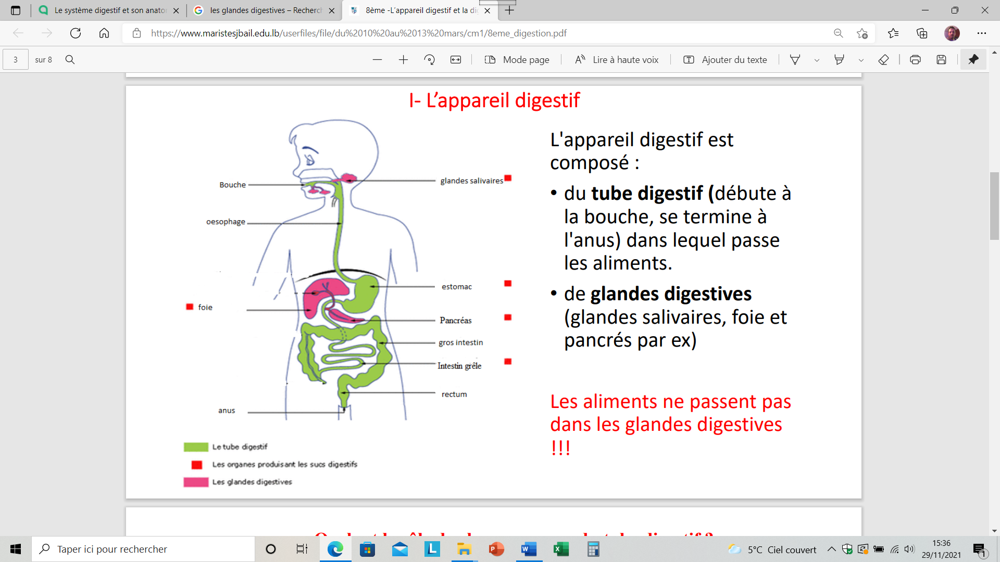 Le système digestif et son anato
les glandes digestives – Recherch
8ème -L'appareil digestif et la di
https://www.maristesjbail.edu.lb/userfiles/file/du%2010%20au%2013%20mars/cm1/8eme_digestion.pdf
3 sur 8
Mode page
Lire à haute voix
Ajouter du texte
I- L'appareil digestif
Bouche
glandes salivaires
oesophage
estomac
foie
Pancréas
gros intestin
Intestin grêle
rectum
anus
Le tube digestif
Les organes produisant les sucs digestifs
Les glandes digestives
L'appareil digestif est
composé :
• du tube digestif (débute à
la bouche, se termine à
l'anus) dans lequel passe
les aliments.
• de glandes digestives
(glandes salivaires, foie et
pancrés par ex)
Les aliments ne passent pas
dans les glandes digestives
!!!
Taper ici pour rechercher
5°C Ciel couvert
15:36
29/11/2021
1